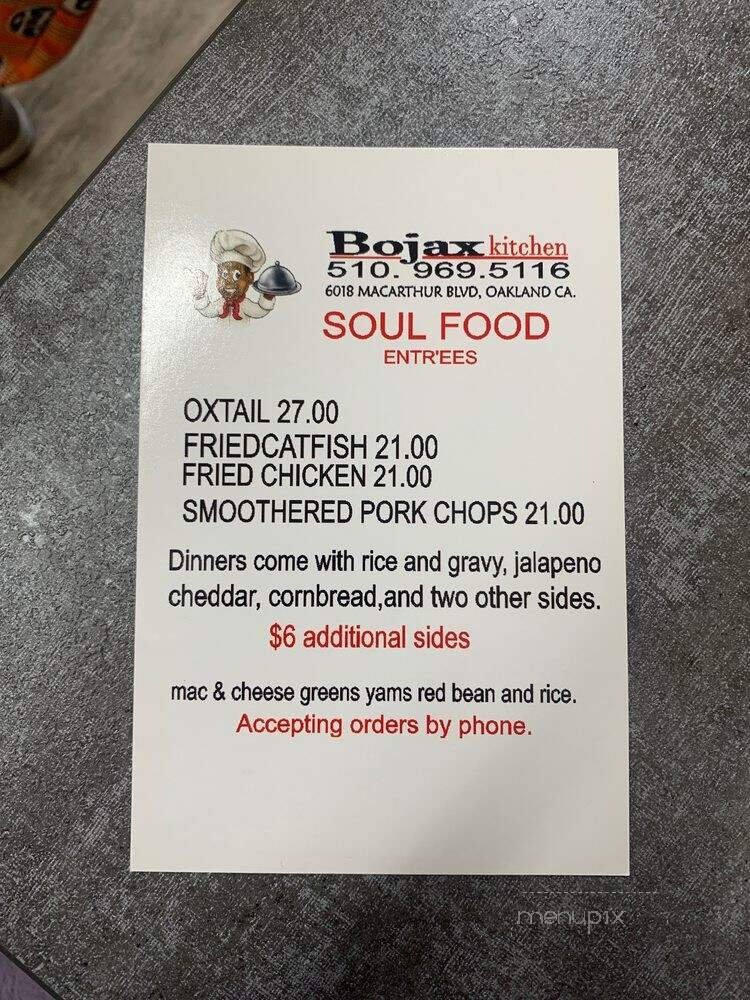 Bojax kitchen
510. 969.5116
6018 MACARTHUR BLVD, OAKLAND CA.
SOUL FOOD
ENTR'EES
OXTAIL 27.00
FRIEDCATFISH 21.00
FRIED CHICKEN 21.00
SMOOTHERED PORK CHOPS 21.00
Dinners come with rice and gravy, jalapeno
cheddar, cornbread,and two other sides.
$6 additional sides
mac & cheese greens yams red bean and rice.
Accepting orders by phone.
menupix